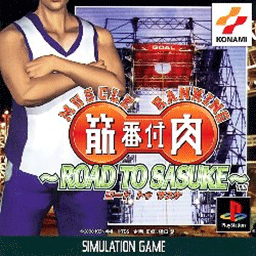 GOAL
KONAMI
MUSCLE RANKING
筋肉番付
~ROAD TO SASUKE~
ロード トゥ サスケ
PlayStation
SIMULATION GAME